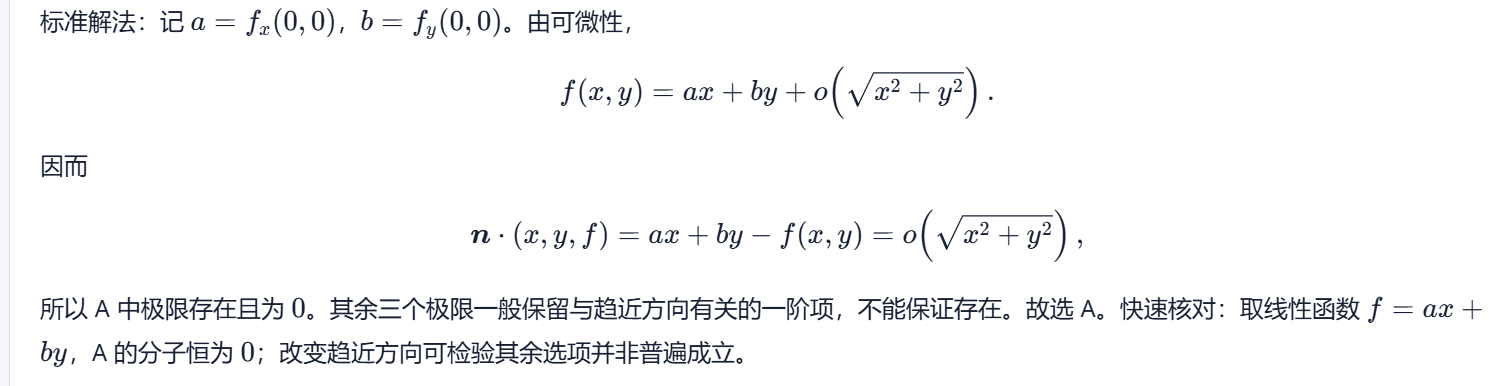 标准解法：记 a = f_x(0,0)，b = f_y(0,0)。由可微性，
f(x,y) = ax + by + o(√(x² + y²)).
因而
n · (x,y,f) = ax + by − f(x,y) = o(√(x² + y²)),
所以 A 中极限存在且为 0。其余三个极限一般保留与趋近方向有关的一阶项，不能保证存在。故选 A。快速核对：取线性函数 f = ax +
by，A 的分子恒为 0；改变趋近方向可检验其余选项并非普遍成立。